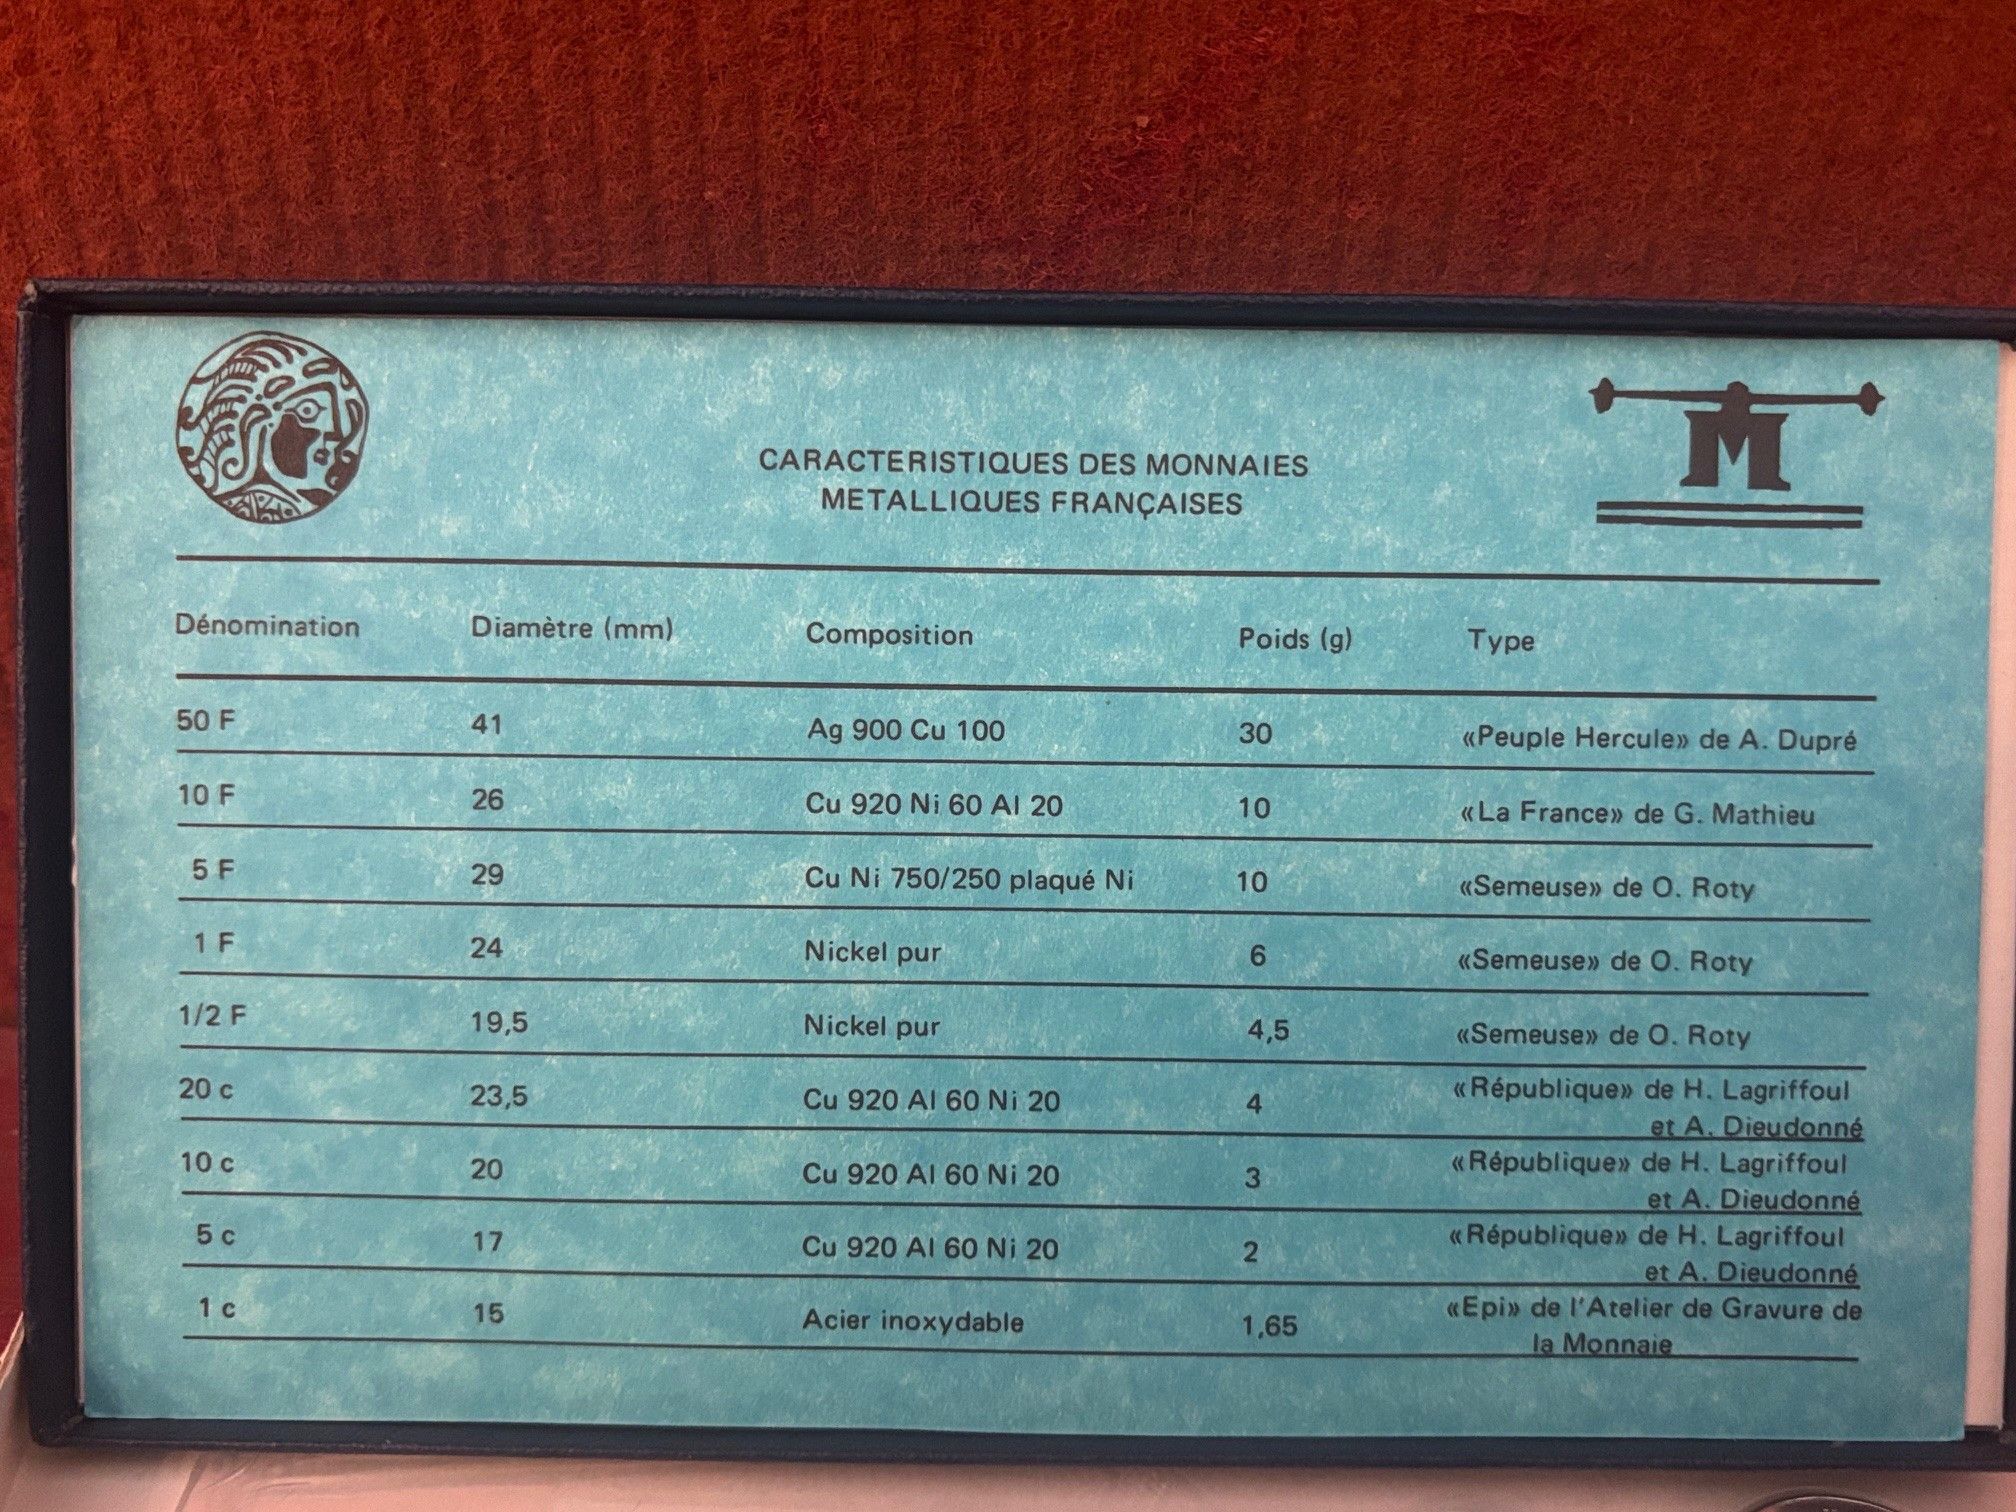 CARACTERISTIQUES DES MONNAIES
METALLIQUES FRANÇAISES
M
Dénomination Diamètre (mm) Composition Poids (g) Type
50 F 41 Ag 900 Cu 100 30 «Peuple Hercule» de A. Dupré
10 F 26 Cu 920 Ni 60 Al 20 10 «La France» de G. Mathieu
5 F 29 Cu Ni 750/250 plaqué Ni 10 «Semeuse» de O. Roty
1 F 24 Nickel pur 6 «Semeuse» de O. Roty
1/2 F 19,5 Nickel pur 4,5 «Semeuse» de O. Roty
20 c 23,5 Cu 920 Al 60 Ni 20 4 «République» de H. Lagriffoul
et A. Dieudonné
10 c 20 Cu 920 Al 60 Ni 20 3 «République» de H. Lagriffoul
et A. Dieudonné
5 c 17 Cu 920 Al 60 Ni 20 2 «République» de H. Lagriffoul
et A. Dieudonné
1 c 15 Acier inoxydable 1,65 «Epi» de l'Atelier de Gravure de
la Monnaie